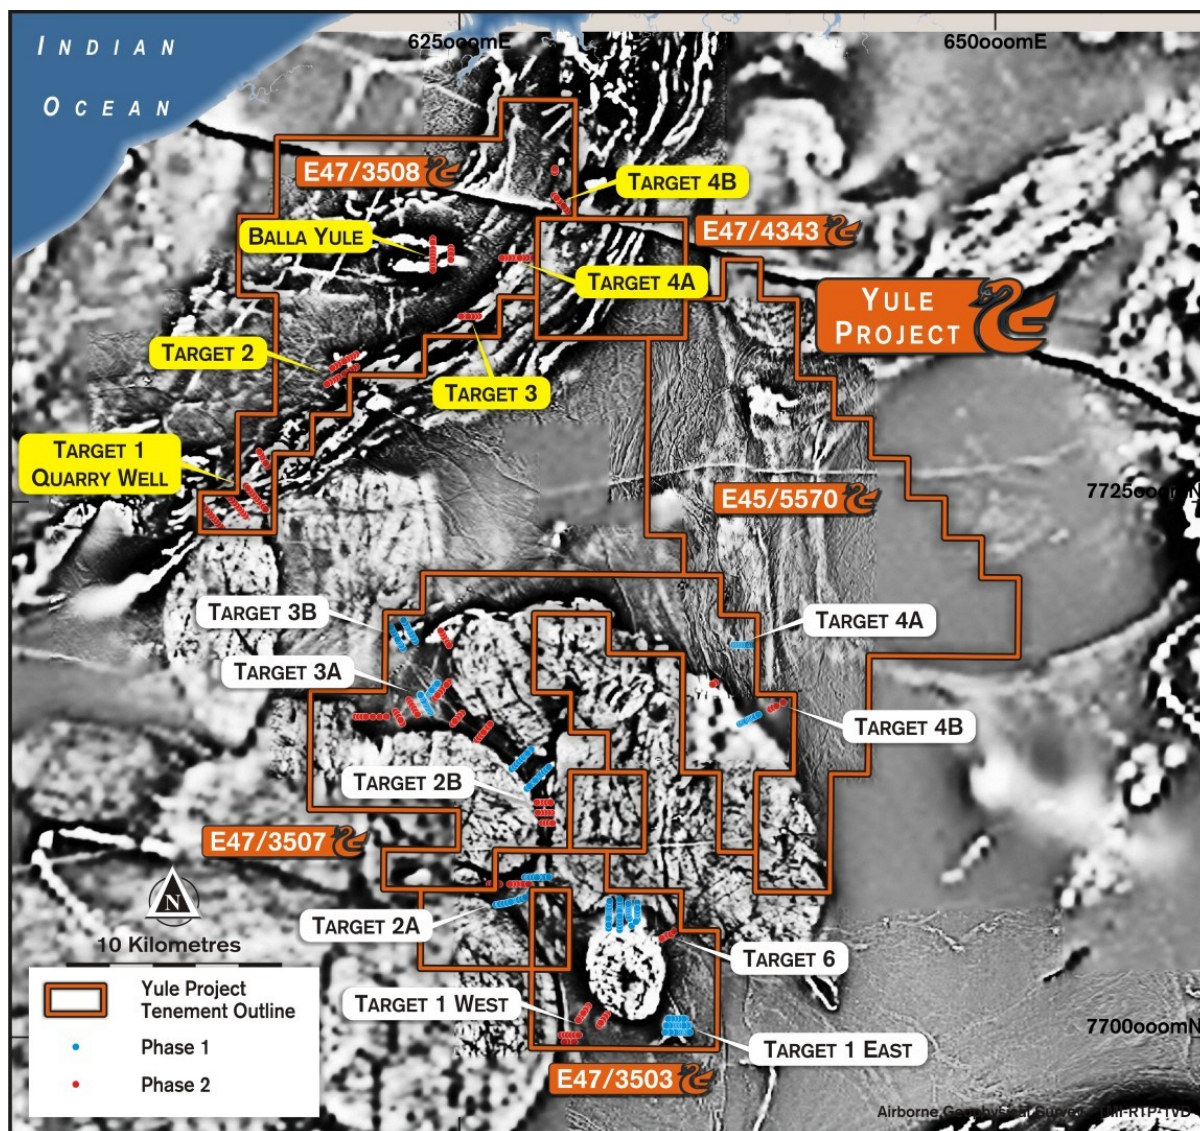 INDIAN
OCEAN
625000mE
650000mE
E47/3508
TARGET 4B
E47/4343
BALLA YULE
TARGET 4A
YULE
PROJECT
TARGET 2
TARGET 3
TARGET 1
QUARRY WELL
E45/5570
7725000mN
TARGET 3B
TARGET 4A
TARGET 3A
TARGET 4B
TARGET 2B
E47/3507
N
TARGET 2A
10 Kilometres
TARGET 6
Yule Project
Tenement Outline
TARGET 1 WEST
Phase 1
TARGET 1 EAST
7700000mN
Phase 2
E47/3503
Airborne Geophysical Survey